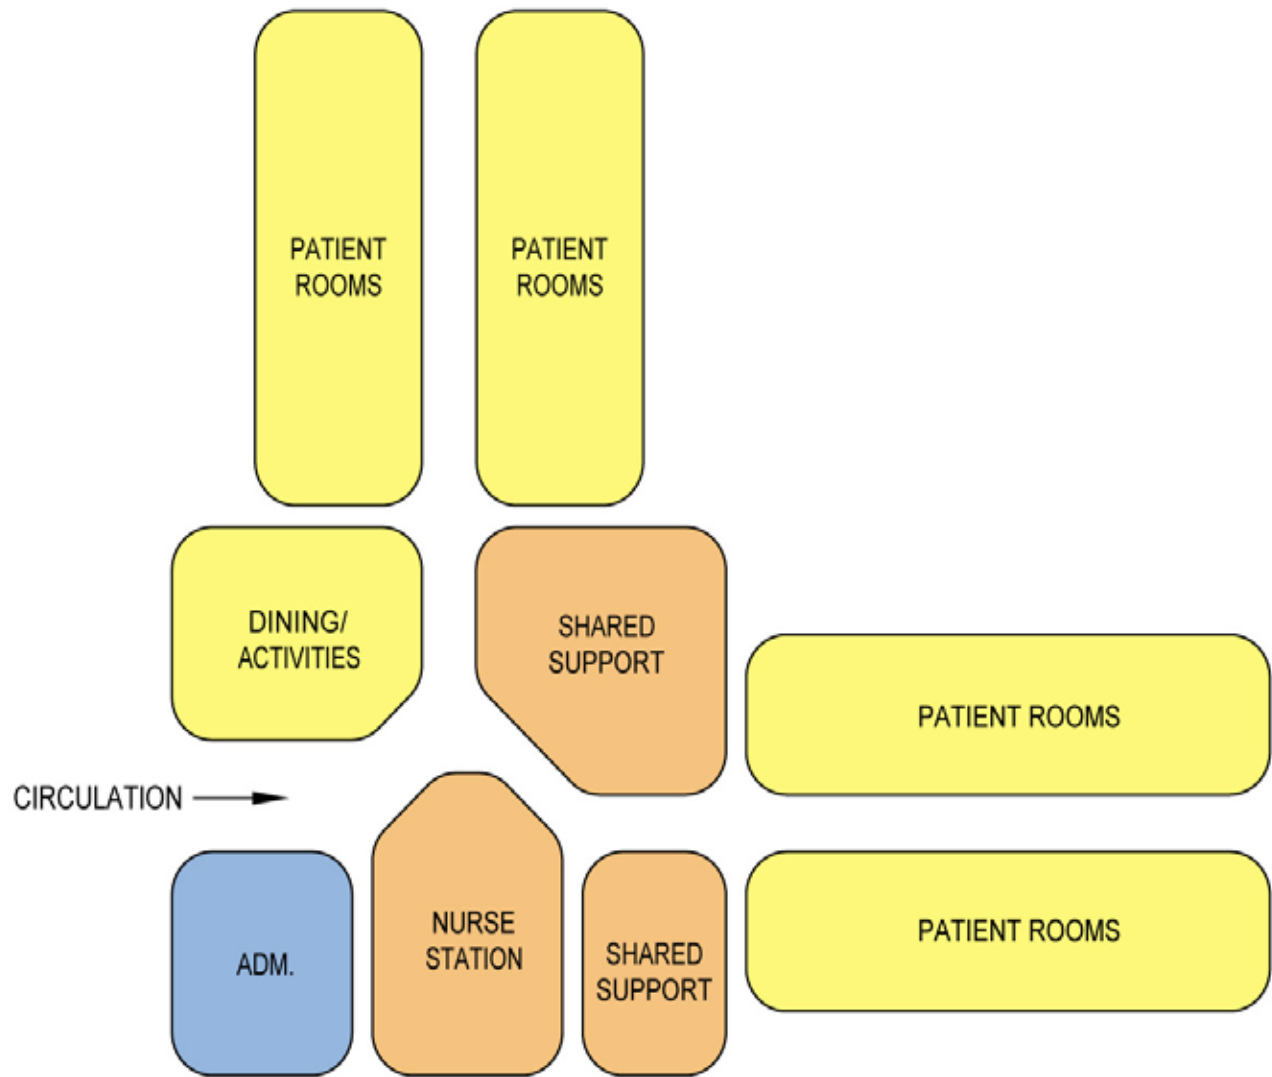 PATIENT
ROOMS
PATIENT
ROOMS
DINING/
ACTIVITIES
SHARED
SUPPORT
PATIENT ROOMS
CIRCULATION
ADM.
NURSE
STATION
SHARED
SUPPORT
PATIENT ROOMS